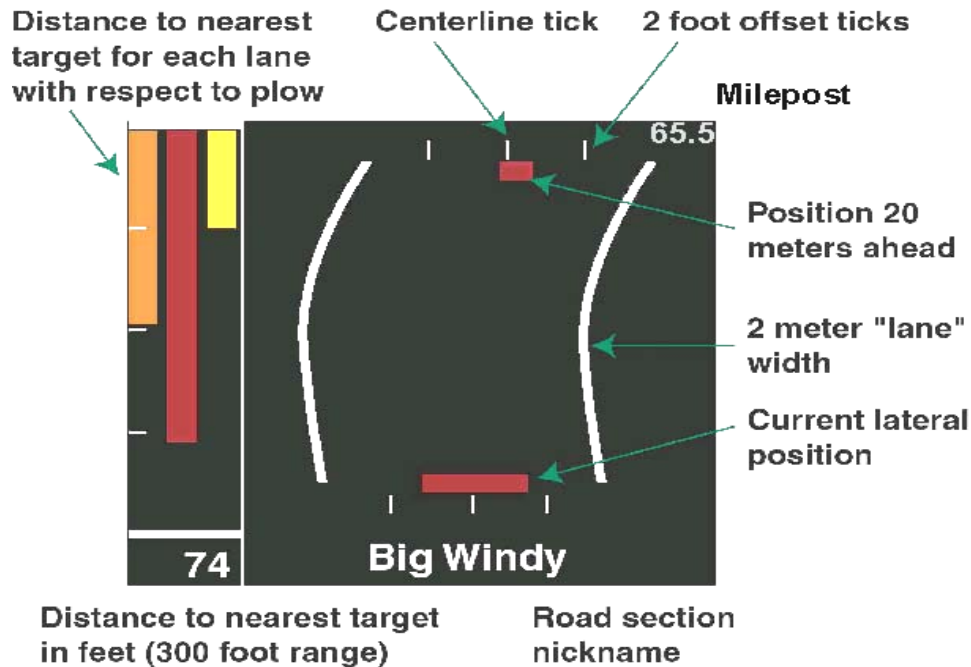 Distance to nearest
target for each lane
with respect to plow
Centerline tick
2 foot offset ticks
Milepost
65.5
Position 20
meters ahead
2 meter "lane"
width
Current lateral
position
74
Big Windy
Distance to nearest target
in feet (300 foot range)
Road section
nickname